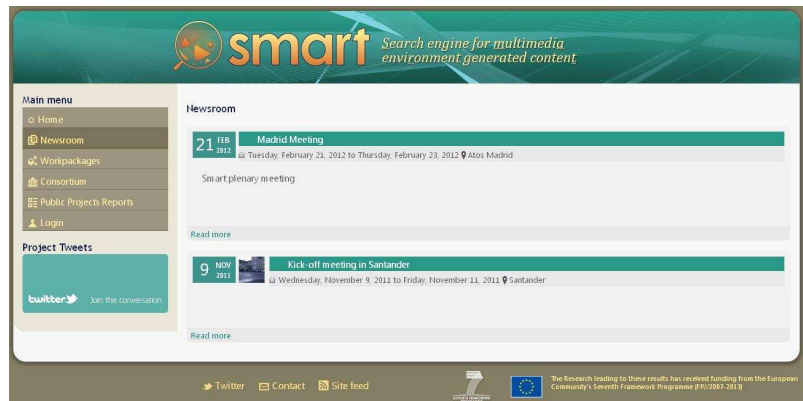 smart
Search engine for multimedia
environment generated content
Main menu
Home
Newsroom
Workpackages
Consortium
Public Projects Reports
Login
Project Tweets
twitter Join the conversation
Newsroom
21 FEB 2012 Madrid Meeting
Tuesday, February 21, 2012 to Thursday, February 23, 2012 Atos Madrid
Smart plenary meeting
Read more
9 NOV 2011 Kick-off meeting in Santander
Wednesday, November 9, 2011 to Friday, November 11, 2011 Santander
Read more
Twitter Contact Site feed
SEVENTH FRAMEWORK
The Research leading to these results has received funding from the European
Community's Seventh Framework Programme (FP7/2007-2013)